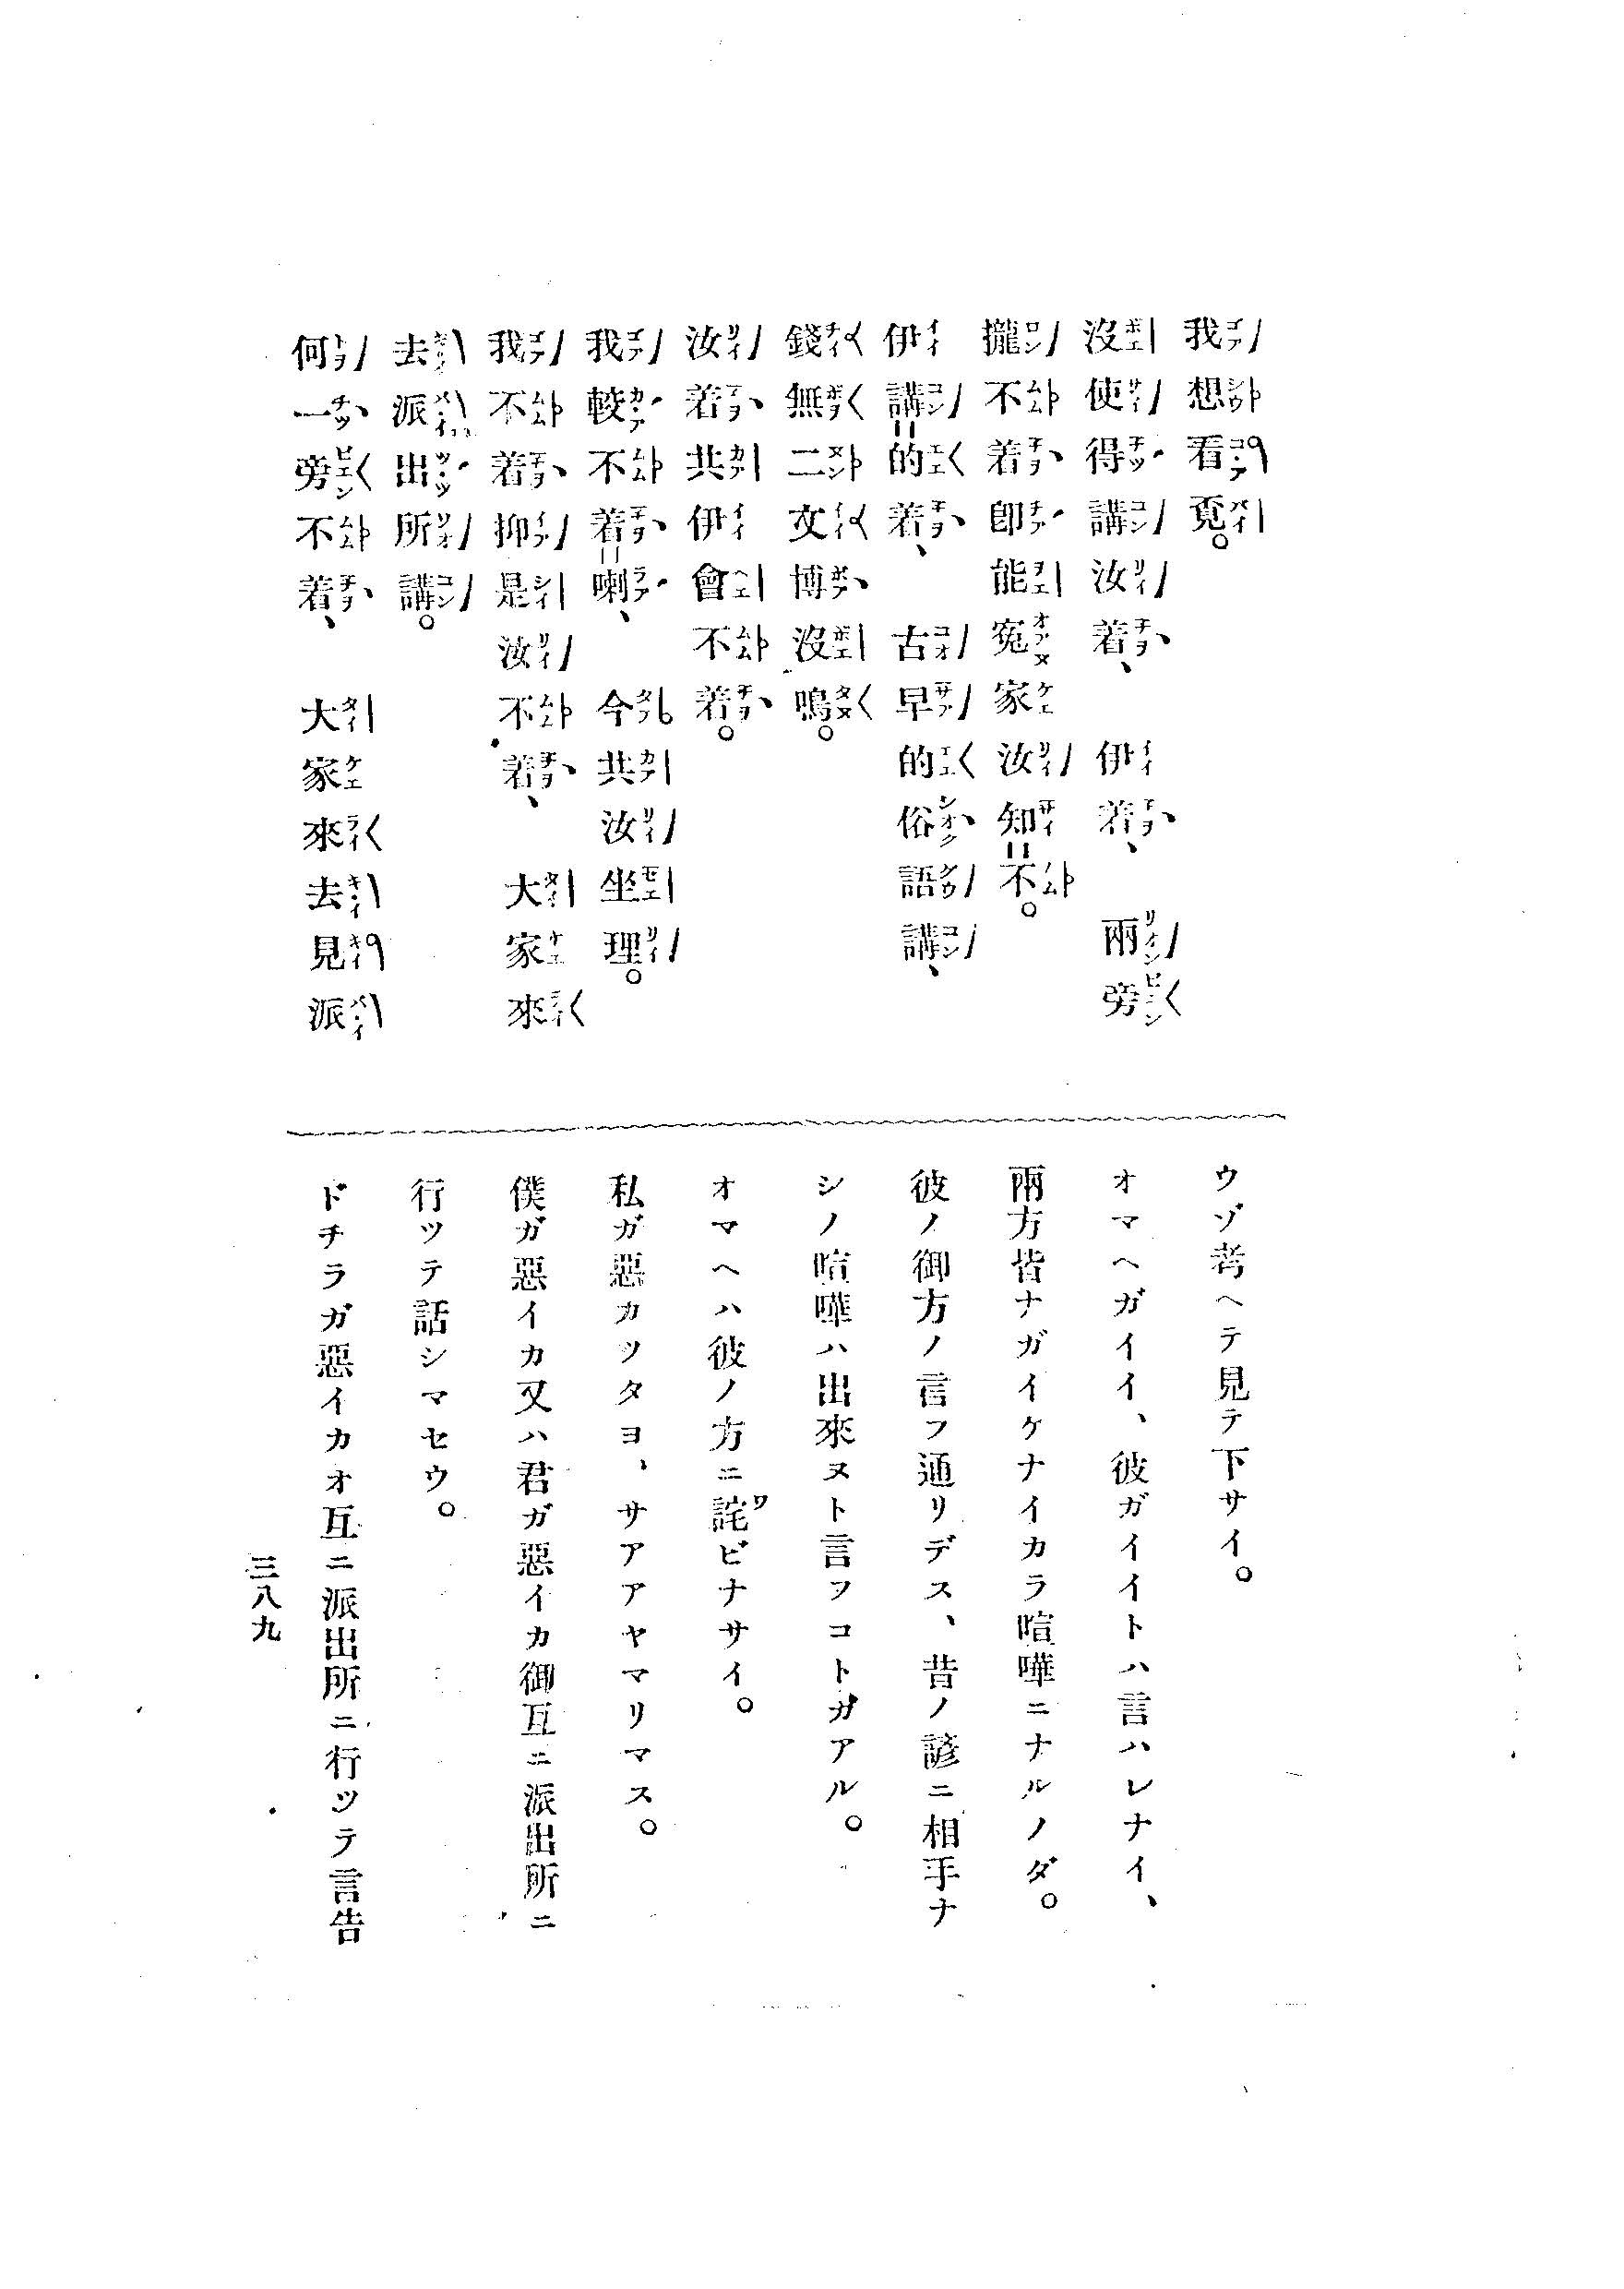 我想看覔。
沒使得講汝着、伊着、兩旁
攏不着卽能寃家汝知不。
伊講的着、古早的俗語講、
錢無二文博沒鳴。
汝着共伊會不着。
我較不着喇、今共汝坐理。
我不着抑是汝不着、大家來
去派出所講。
何一旁不着、大家來去見派
ウゾ考ヘテ見テ下サイ。
オマヘガイイ、彼ガイイトハ言ハレナイ、
兩方皆ナガイケナイカラ喧嘩ニナルノダ。
彼ノ御方ノ言フ通リデス、昔ノ諺ニ相手ナ
シノ喧嘩ハ出來ヌト言フコトガアル。
オマヘハ彼ノ方ニ詫ビナサイ。
私ガ惡カツタヨ、サアアヤマリマス。
僕ガ惡イカ又ハ君ガ惡イカ御互ニ派出所ニ
行ツテ話シマセウ。
ドチラガ惡イカオ互ニ派出所ニ行ツテ言告
三八九